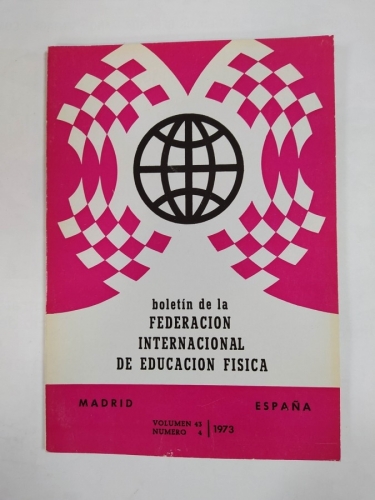 boletín de la
FEDERACION
INTERNACIONAL
DE EDUCACION FISICA
MADRID ESPAÑA
VOLUMEN 43
NUMERO 4
1973